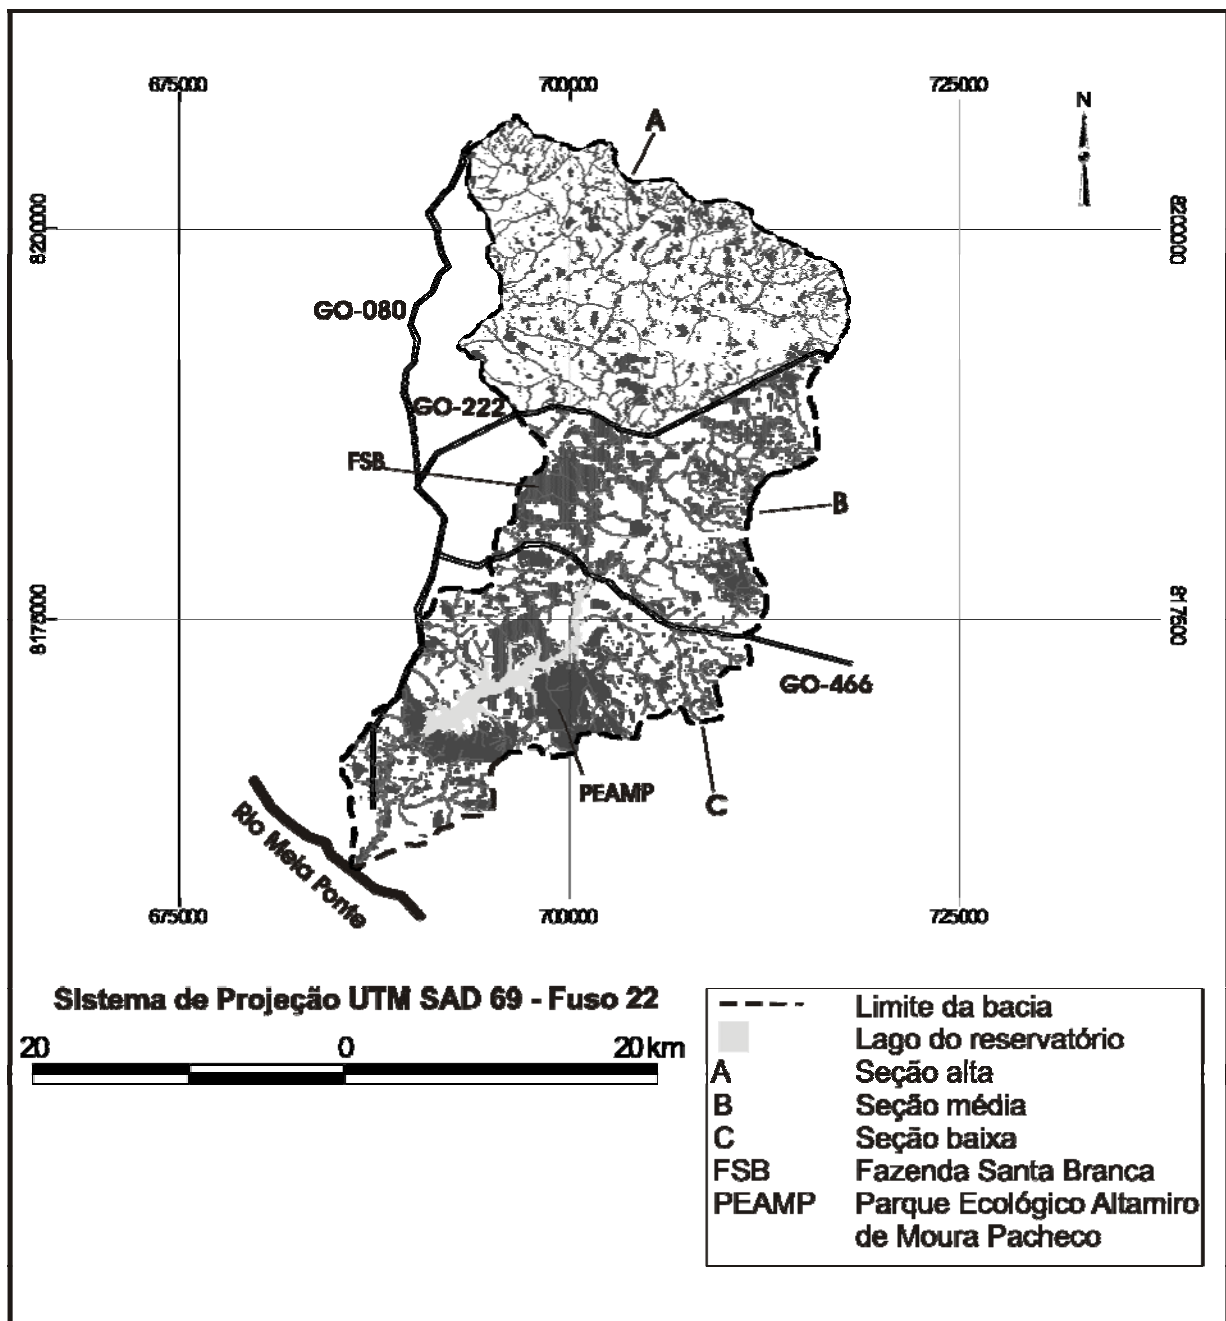 675000 700000 725000
N
A
8200000 8200000
GO-080
GO-222
FSB
B
8175000 817500
GO-466
PEAMP
C
Rio Meia Ponte
675000 700000 725000
Sistema de Projeção UTM SAD 69 - Fuso 22
20 0 20 km
Limite da bacia
Lago do reservatório
A Seção alta
B Seção média
C Seção baixa
FSB Fazenda Santa Branca
PEAMP Parque Ecológico Altamiro
de Moura Pacheco